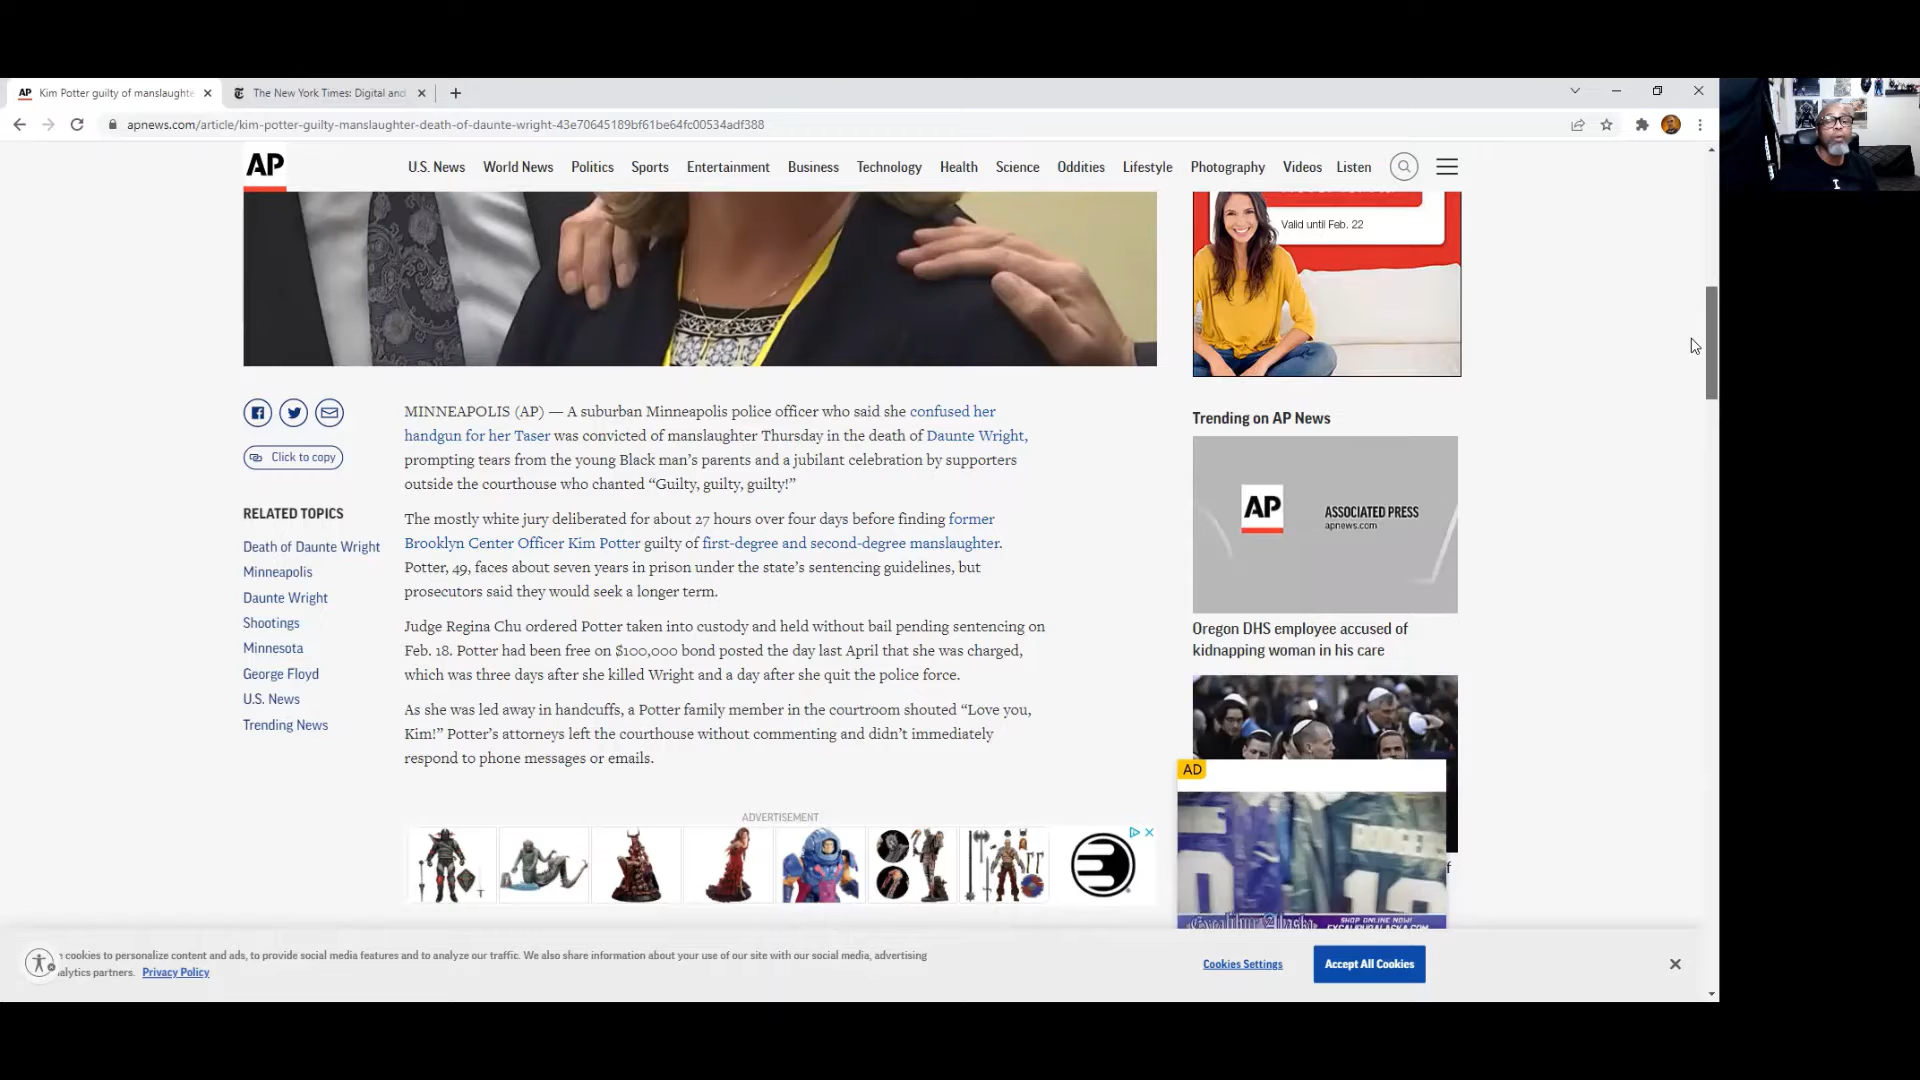 AP Kim Potter guilty of manslaughte
The New York Times: Digital and
apnews.com/article/kim-potter-guilty-manslaughter-death-of-daunte-wright-43e70645189bf61be64fc00534adf388
AP
U.S. News World News Politics Sports Entertainment Business Technology Health Science Oddities Lifestyle Photography Videos Listen
Valid until Feb. 22
Click to copy
RELATED TOPICS
Death of Daunte Wright
Minneapolis
Daunte Wright
Shootings
Minnesota
George Floyd
U.S. News
Trending News
MINNEAPOLIS (AP) — A suburban Minneapolis police officer who said she confused her
handgun for her Taser was convicted of manslaughter Thursday in the death of Daunte Wright,
prompting tears from the young Black man's parents and a jubilant celebration by supporters
outside the courthouse who chanted “Guilty, guilty, guilty!”
The mostly white jury deliberated for about 27 hours over four days before finding former
Brooklyn Center Officer Kim Potter guilty of first-degree and second-degree manslaughter.
Potter, 49, faces about seven years in prison under the state's sentencing guidelines, but
prosecutors said they would seek a longer term.
Judge Regina Chu ordered Potter taken into custody and held without bail pending sentencing on
Feb. 18. Potter had been free on $100,000 bond posted the day last April that she was charged,
which was three days after she killed Wright and a day after she quit the police force.
As she was led away in handcuffs, a Potter family member in the courtroom shouted “Love you,
Kim!” Potter's attorneys left the courthouse without commenting and didn't immediately
respond to phone messages or emails.
ADVERTISEMENT
Trending on AP News
AP
ASSOCIATED PRESS
apnews.com
Oregon DHS employee accused of
kidnapping woman in his care
AD
f
Excalibur Alaska
SHOP ONLINE NOW!
EXCALIBURALASKA.COM
cookies to personalize content and ads, to provide social media features and to analyze our traffic. We also share information about your use of our site with our social media, advertising
alytics partners. Privacy Policy
Cookies Settings
Accept All Cookies